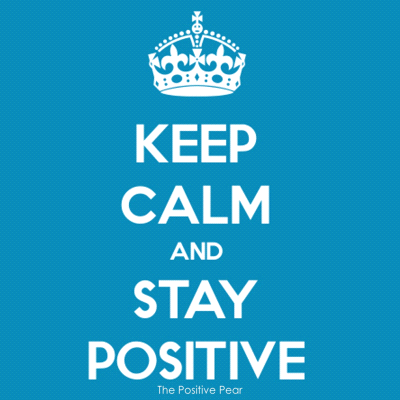 KEEP
CALM
AND
STAY
POSITIVE
The Positive Pear